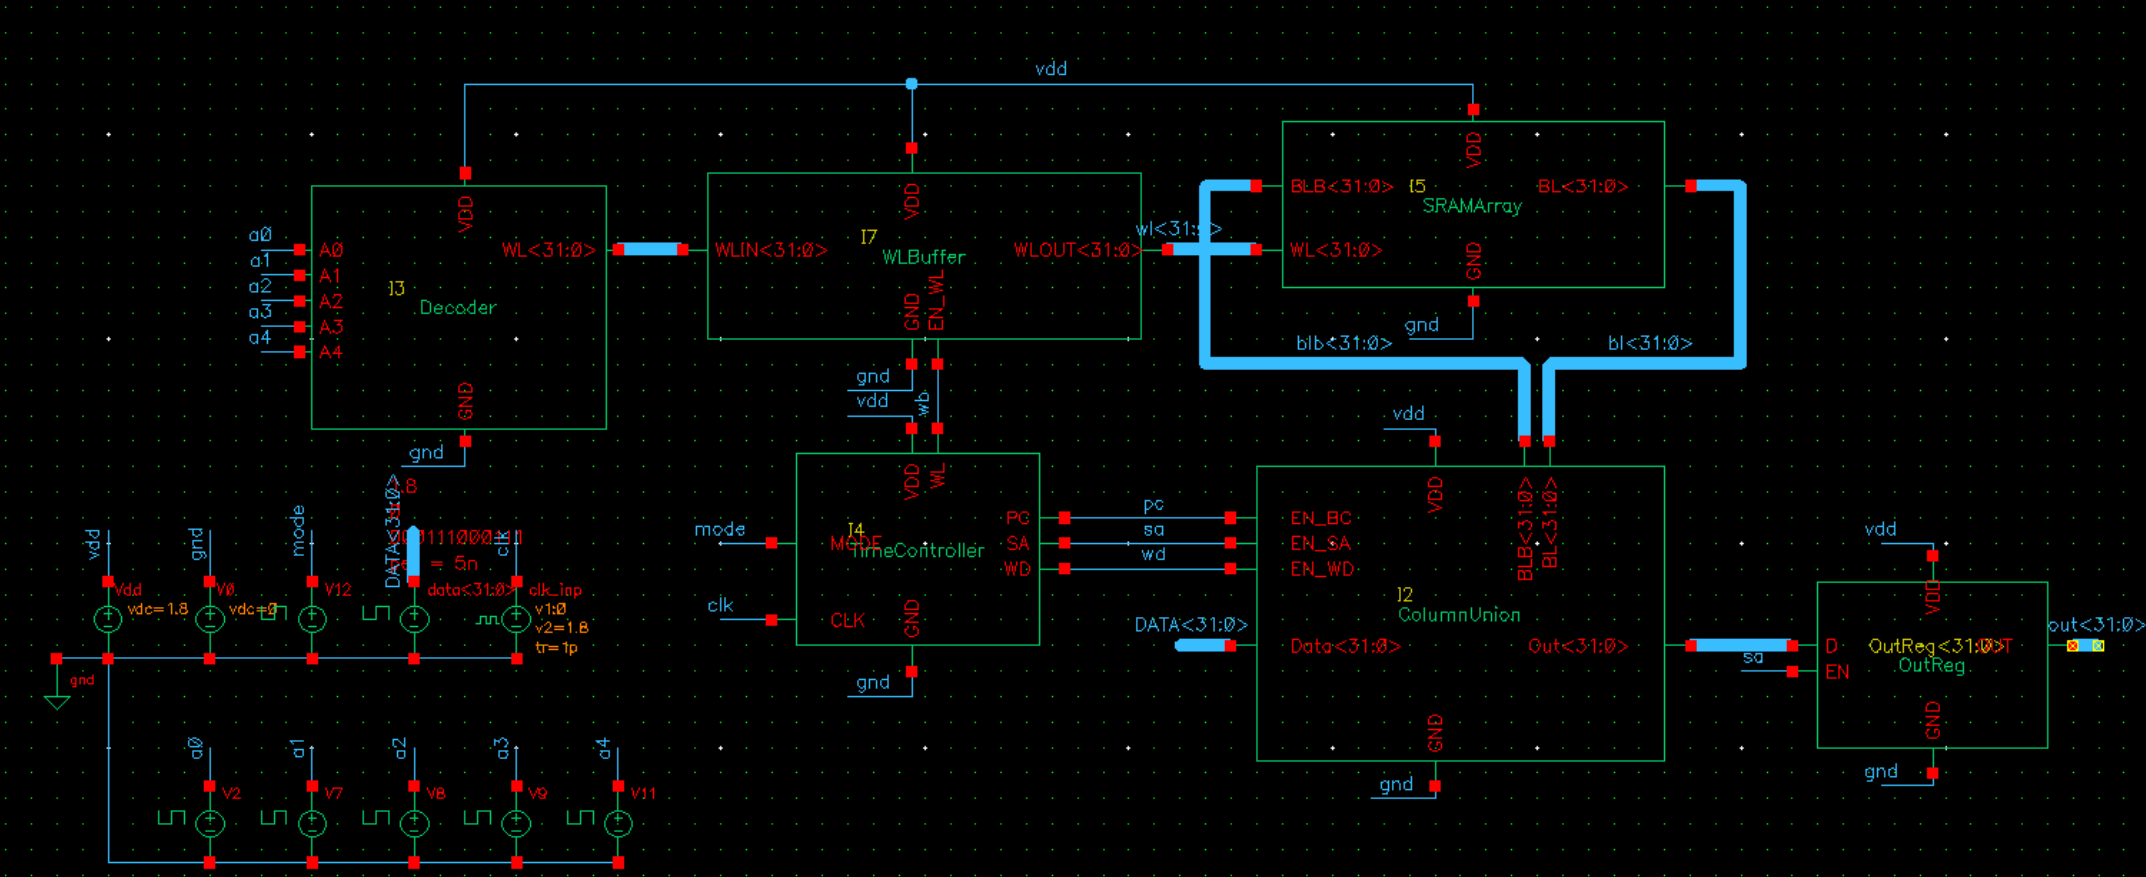 vdd
VDD
a0
a1
a2
a3
a4
A0
A1
A2
A3
A4
I3
Decoder
WL<31:0>
GND
gnd
VDD
WLIN<31:0>
I7
WLBuffer
WLOUT<31:0>
GND
EN_WL
gnd
vdd
wb
VDD
BLB<31:0>
I5
SRAMArray
BL<31:0>
WL<31:0>
GND
gnd
blb<31:0>
bl<31:0>
VDD
WL
mode
clk
MODE
I4
TimeController
CLK
PC
SA
WD
GND
gnd
pc
sa
wd
vdd
VDD
BLB<31:0>
BL<31:0>
EN_BC
EN_SA
EN_WD
I2
ColumnUnion
DATA<31:0>
Data<31:0>
Out<31:0>
GND
gnd
vdd
VDD
D
EN
sa
OutReg<31:0>
OutReg
GND
gnd
out<31:0>
vdd
gnd
mode
DATA<31:0>
clk
= 5n
Vdd
vdc=1.8
V0
vdc=0
V12
data<31:0>
clk_inp
v1:0
v2=1.8
tr=1p
gnd
a0
a1
a2
a3
a4
V2
V7
V8
V9
V11